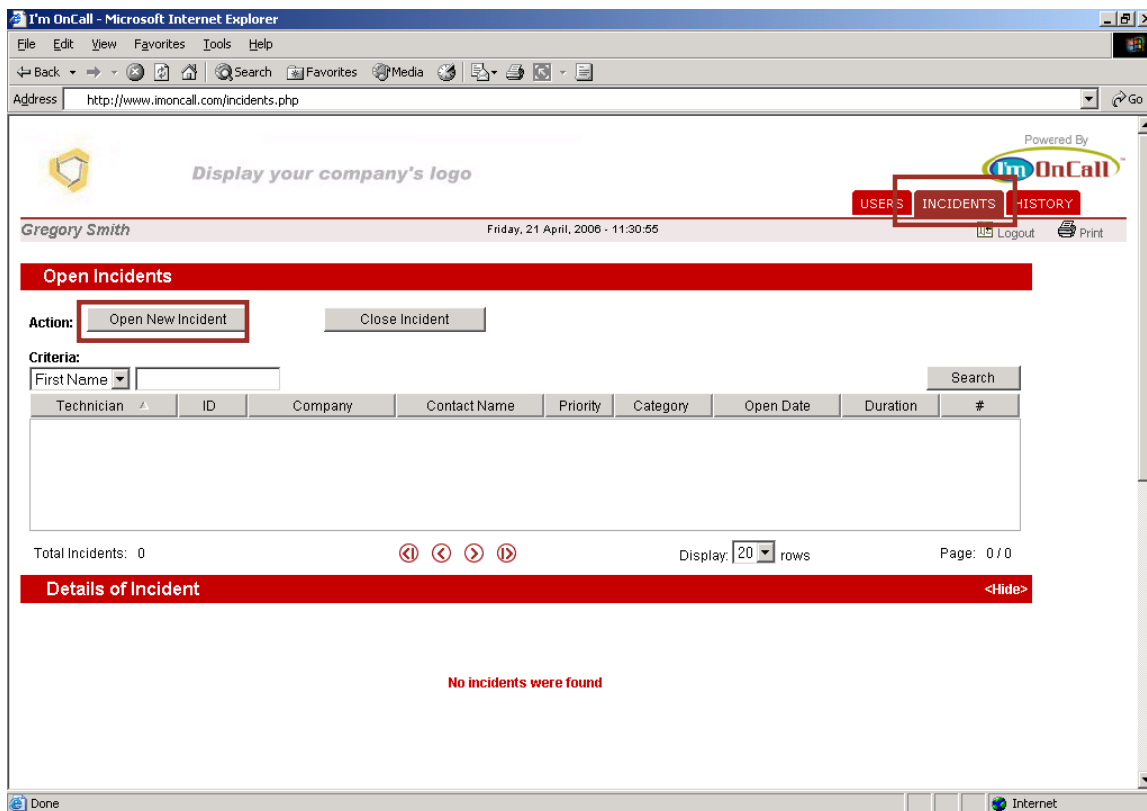 I'm OnCall - Microsoft Internet Explorer
File Edit View Favorites Tools Help
Back Search Favorites Media
Address http://www.imoncall.com/incidents.php Go
Powered By
Display your company's logo I'm OnCall™
USERS INCIDENTS HISTORY
Gregory Smith Friday, 21 April, 2006 - 11:30:55 Logout Print
Open Incidents
Action: Open New Incident Close Incident
Criteria:
First Name Search
Technician ID Company Contact Name Priority Category Open Date Duration #
Total Incidents: 0 Display: 20 rows Page: 0/0
Details of Incident <Hide>
No incidents were found
Done Internet